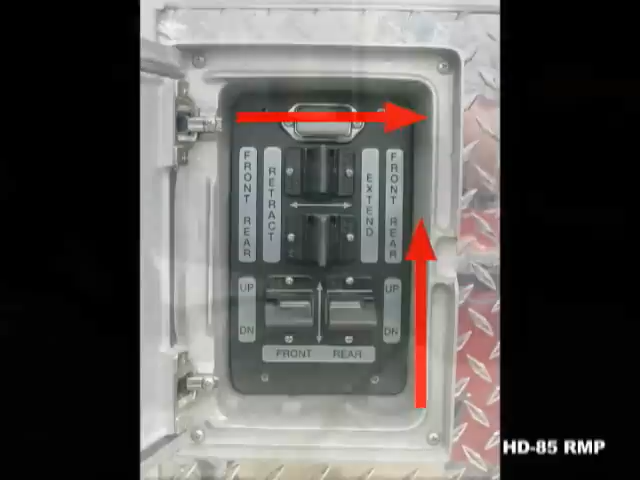 FRONT REAR
RETRACT
EXTEND
FRONT REAR
UP
UP
DN
DN
FRONT REAR
HD-85 RMP